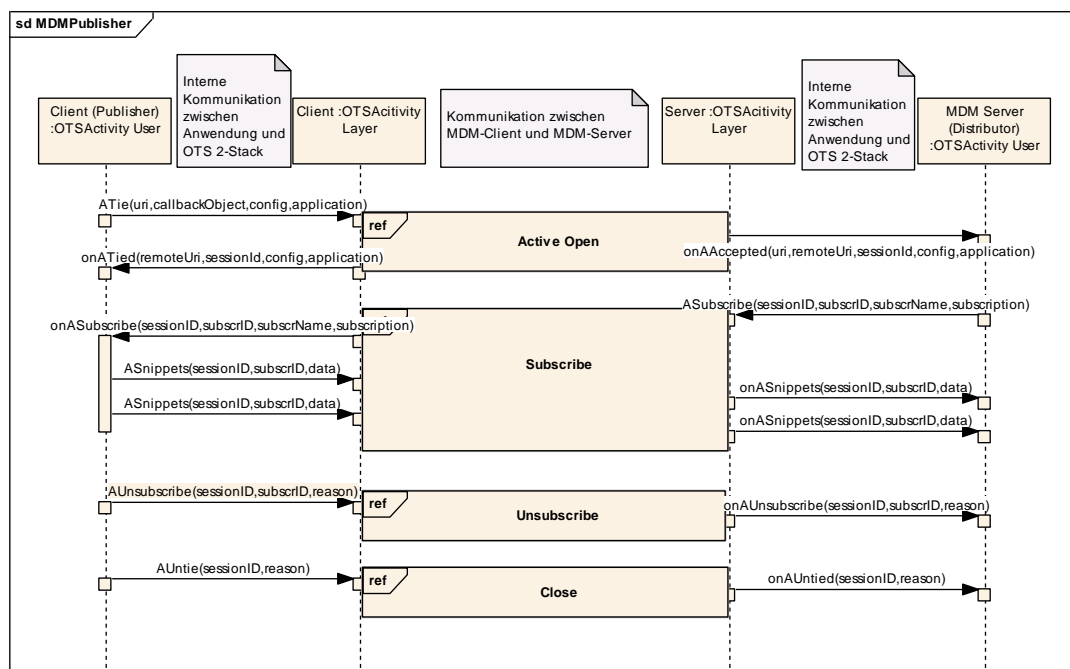 sd MDMPublisher
Interne
Kommunikation
zwischen
Anwendung und
OTS 2-Stack
Interne
Kommunikation
zwischen
Anwendung und
OTS 2-Stack
Client (Publisher)
:OTSActivity User
Client :OTSAcitivity
Layer
Kommunikation zwischen
MDM-Client und MDM-Server
Server :OTSAcitivity
Layer
MDM Server
(Distributor)
:OTSActivity User
ATie(uri,callbackObject,config,application)
ref
Active Open
onAAccepted(uri,remoteUri,sessionId,config,application)
onATied(remoteUri,sessionId,config,application)
ASubscribe(sessionID,subscrID,subscrName,subscription)
onASubscribe(sessionID,subscrID,subscrName,subscription)
Subscribe
ASnippets(sessionID,subscrID,data)
onASnippets(sessionID,subscrID,data)
ASnippets(sessionID,subscrID,data)
onASnippets(sessionID,subscrID,data)
AUnsubscribe(sessionID,subscrID,reason)
ref
Unsubscribe
onAUnsubscribe(sessionID,subscrID,reason)
AUntie(sessionID,reason)
ref
Close
onAUntied(sessionID,reason)